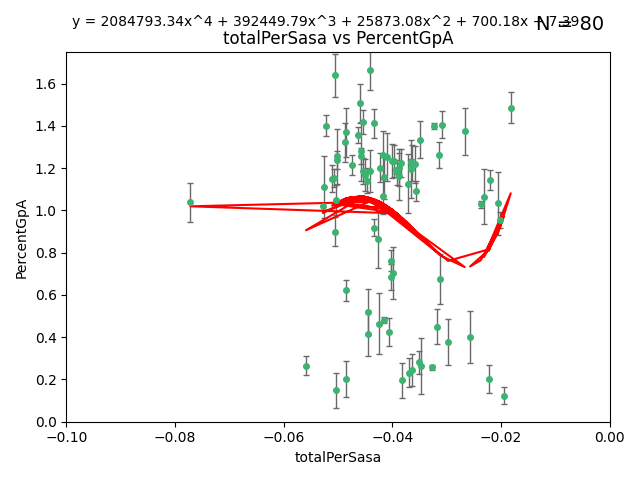 y = 2084793.34x^4 + 392449.79x^3 + 25873.08x^2 + 700.18x + 7.39
N = 80
totalPerSasa vs PercentGpA
PercentGpA
1.6
1.4
1.2
1.0
0.8
0.6
0.4
0.2
0.0
−0.10 −0.08 −0.06 −0.04 −0.02 0.00
totalPerSasa